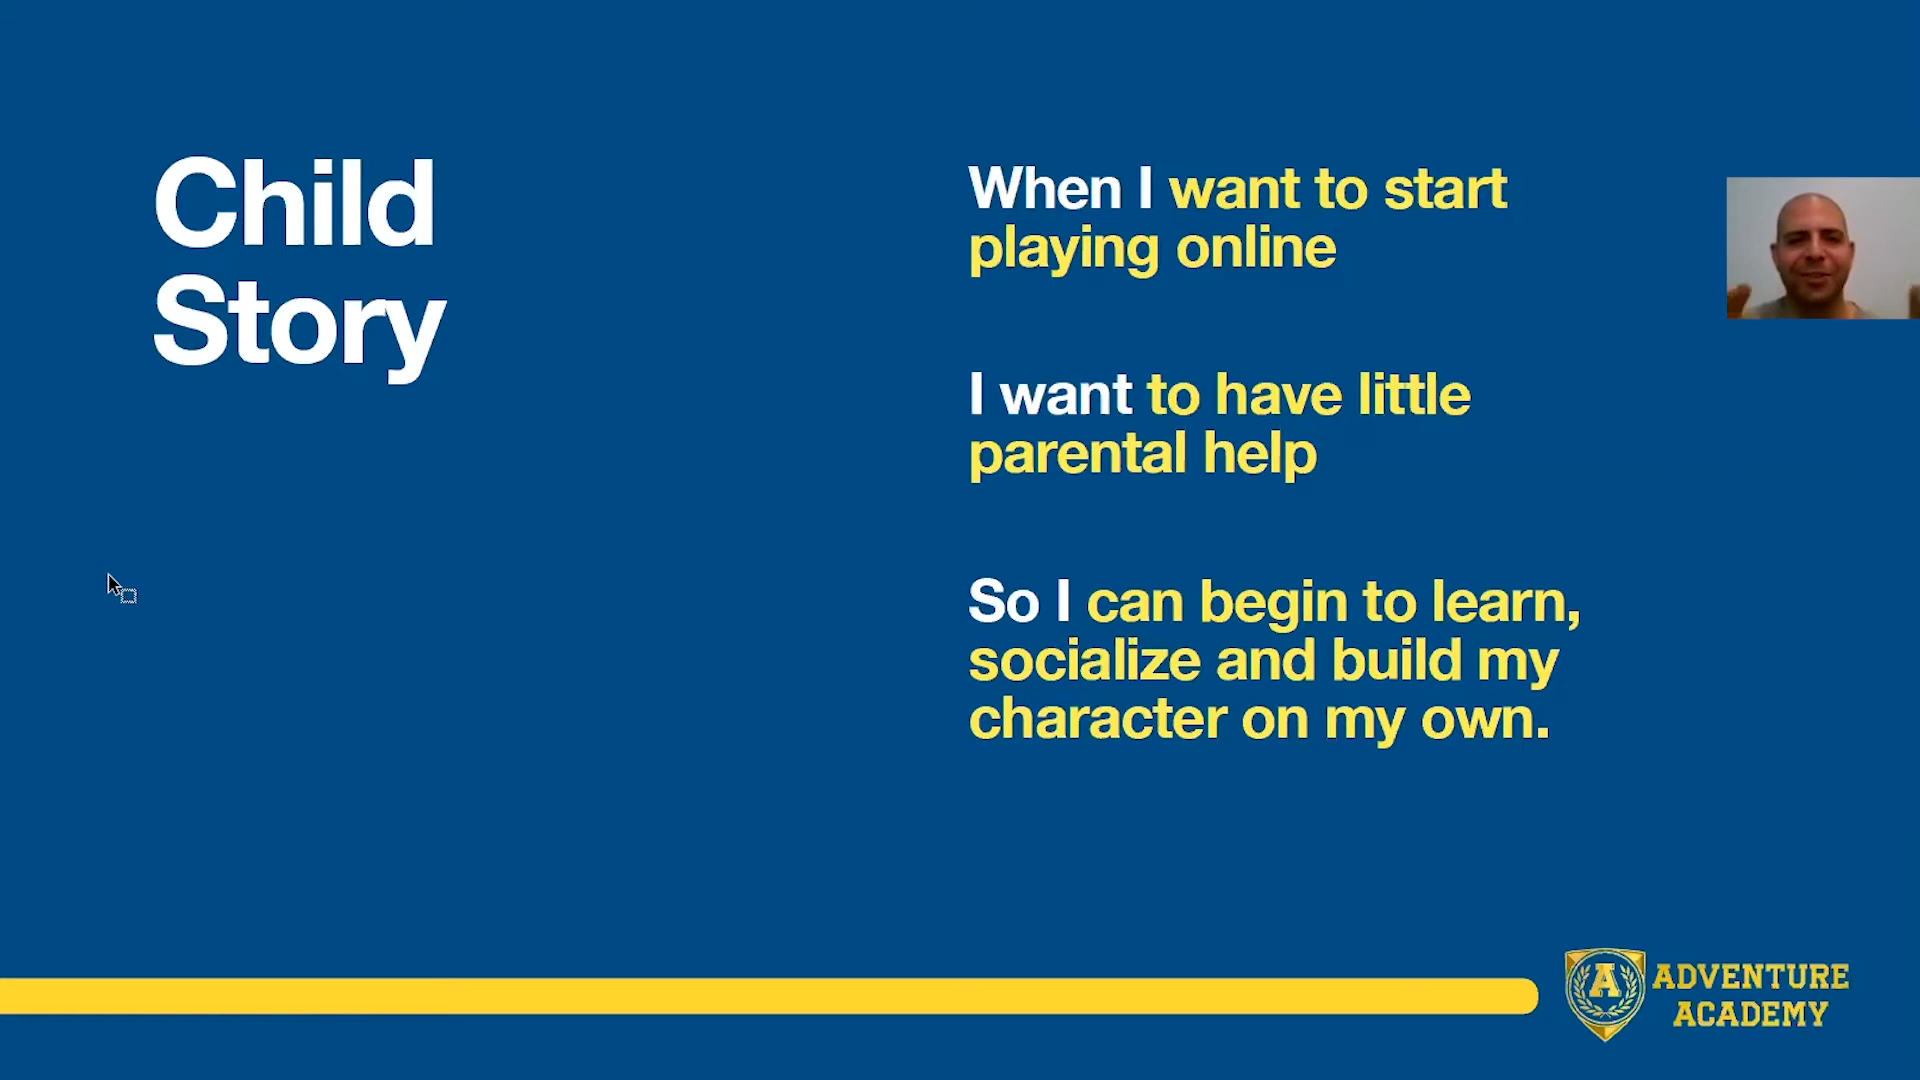 Child
Story
When I want to start
playing online
I want to have little
parental help
So I can begin to learn,
socialize and build my
character on my own.
A
ADVENTURE
ACADEMY